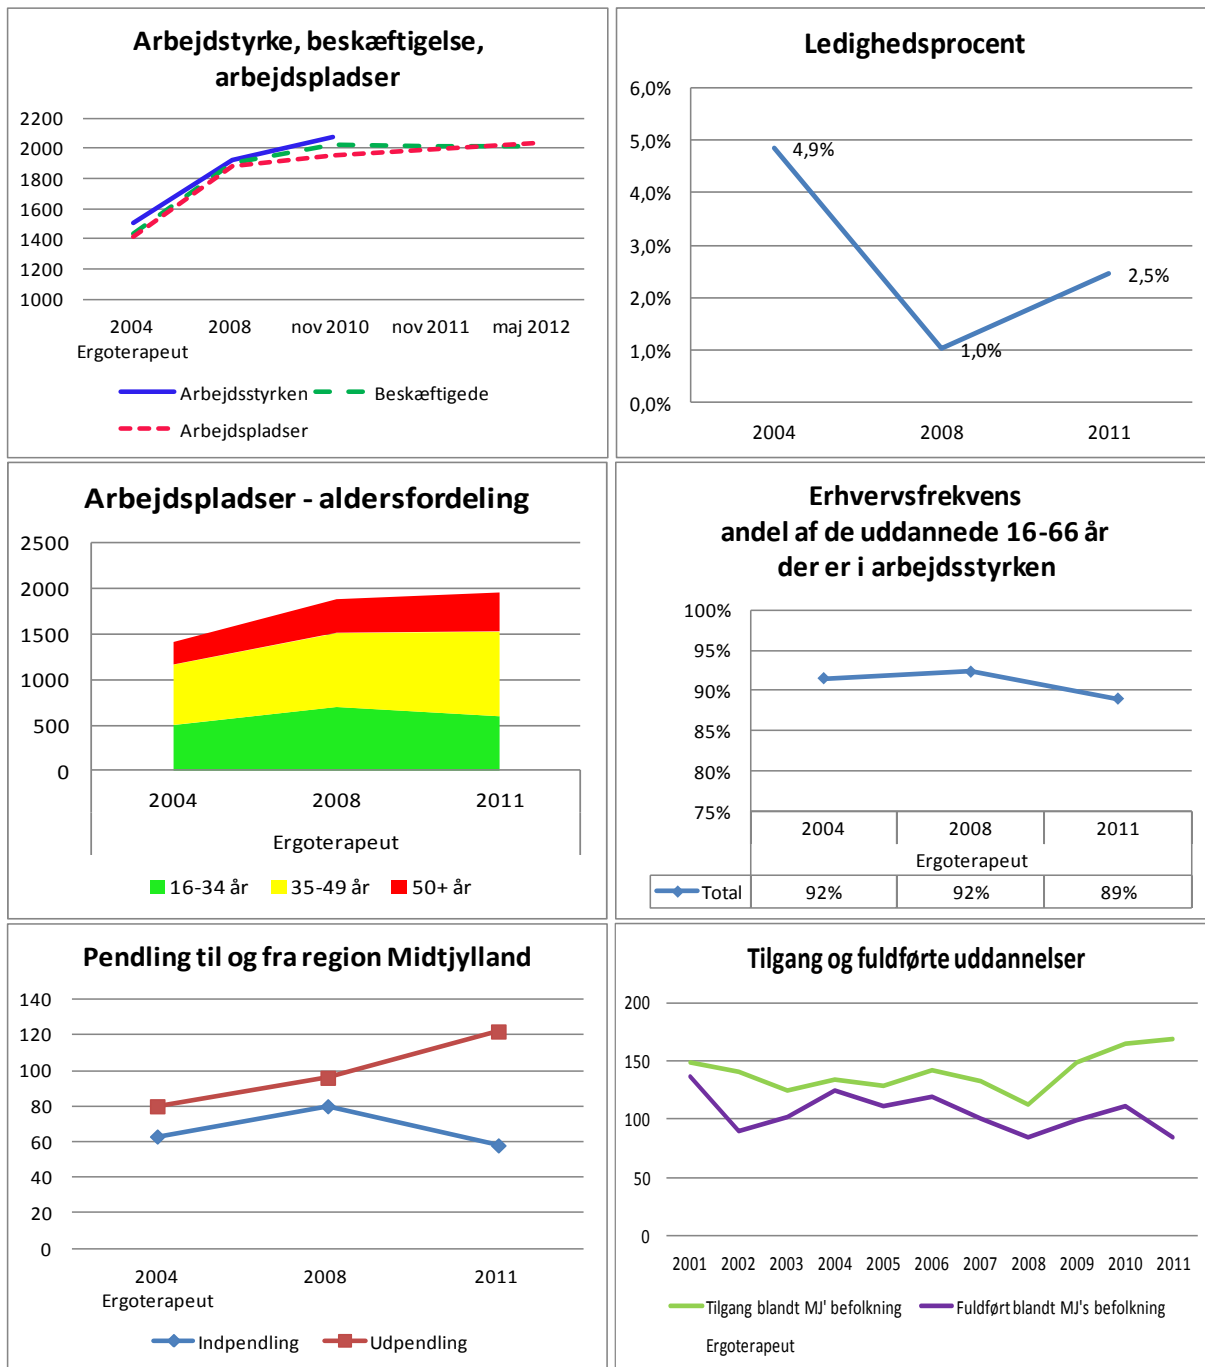 Arbejdstyrke, beskæftigelse,
arbejdspladser
2200
2000
1800
1600
1400
1200
1000
2004 2008 nov 2010 nov 2011 maj 2012
Ergoterapeut
Arbejdsstyrken Beskæftigede
Arbejdspladser
Ledighedsprocent
6,0%
5,0%
4,0%
3,0%
2,0%
1,0%
0,0%
4,9%
1,0%
2,5%
2004 2008 2011
Arbejdspladser - aldersfordeling
2500
2000
1500
1000
500
0
2004 2008 2011
Ergoterapeut
16-34 år 35-49 år 50+ år
Erhvervsfrekvens
andel af de uddannede 16-66 år
der er i arbejdsstyrken
100%
95%
90%
85%
80%
75%
2004 2008 2011
Ergoterapeut
Total 92% 92% 89%
Pendling til og fra region Midtjylland
140
120
100
80
60
40
20
0
2004 2008 2011
Ergoterapeut
Indpendling Udpendling
Tilgang og fuldførte uddannelser
200
150
100
50
0
2001 2002 2003 2004 2005 2006 2007 2008 2009 2010 2011
Tilgang blandt MJ' befolkning Fuldført blandt MJ's befolkning
Ergoterapeut